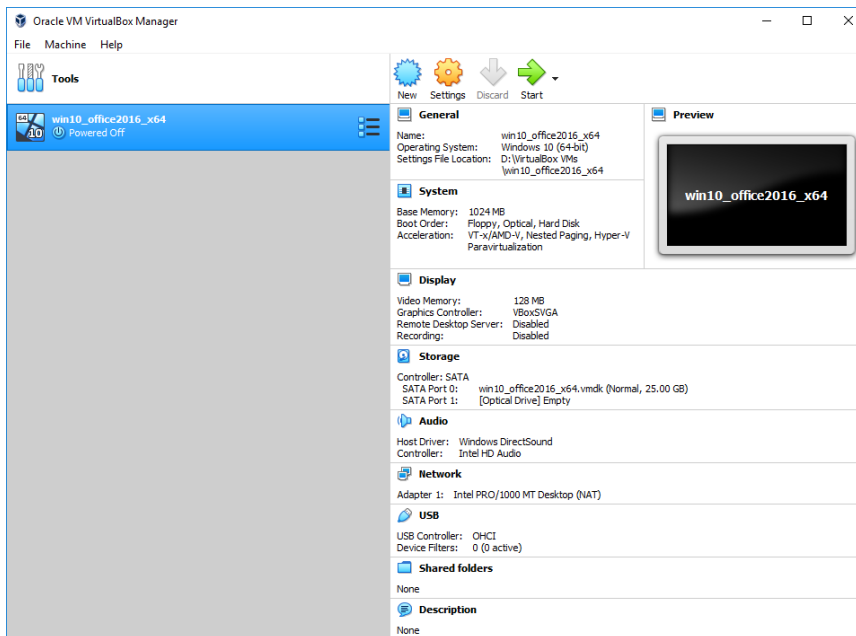 Oracle VM VirtualBox Manager
File Machine Help
Tools
New Settings Discard Start
64
10
win10_office2016_x64
Powered Off
General
Name: win10_office2016_x64
Operating System: Windows 10 (64-bit)
Settings File Location: D:\VirtualBox VMs
\win10_office2016_x64
Preview
win10_office2016_x64
System
Base Memory: 1024 MB
Boot Order: Floppy, Optical, Hard Disk
Acceleration: VT-x/AMD-V, Nested Paging, Hyper-V
Paravirtualization
Display
Video Memory: 128 MB
Graphics Controller: VBoxSVGA
Remote Desktop Server: Disabled
Recording: Disabled
Storage
Controller: SATA
SATA Port 0: win10_office2016_x64.vmdk (Normal, 25.00 GB)
SATA Port 1: [Optical Drive] Empty
Audio
Host Driver: Windows DirectSound
Controller: Intel HD Audio
Network
Adapter 1: Intel PRO/1000 MT Desktop (NAT)
USB
USB Controller: OHCI
Device Filters: 0 (0 active)
Shared folders
None
Description
None